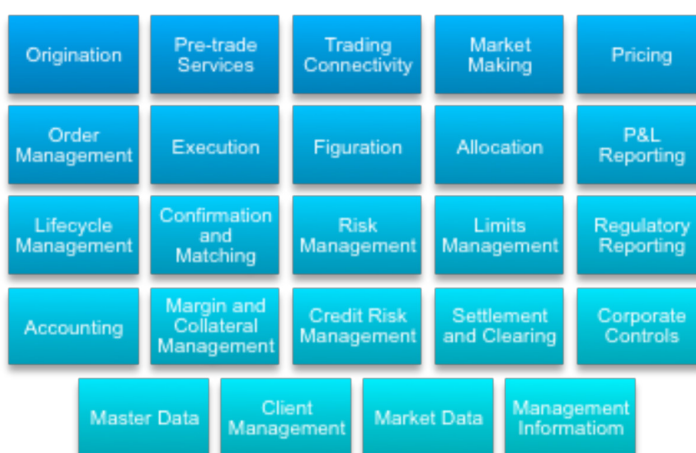 Origination
Pre-trade
Services
Trading
Connectivity
Market
Making
Pricing
Order
Management
Execution
Figuration
Allocation
P&L
Reporting
Lifecycle
Management
Confirmation
and
Matching
Risk
Management
Limits
Management
Regulatory
Reporting
Accounting
Margin and
Collateral
Management
Credit Risk
Management
Settlement
and Clearing
Corporate
Controls
Master Data
Client
Management
Market Data
Management
Informatiom